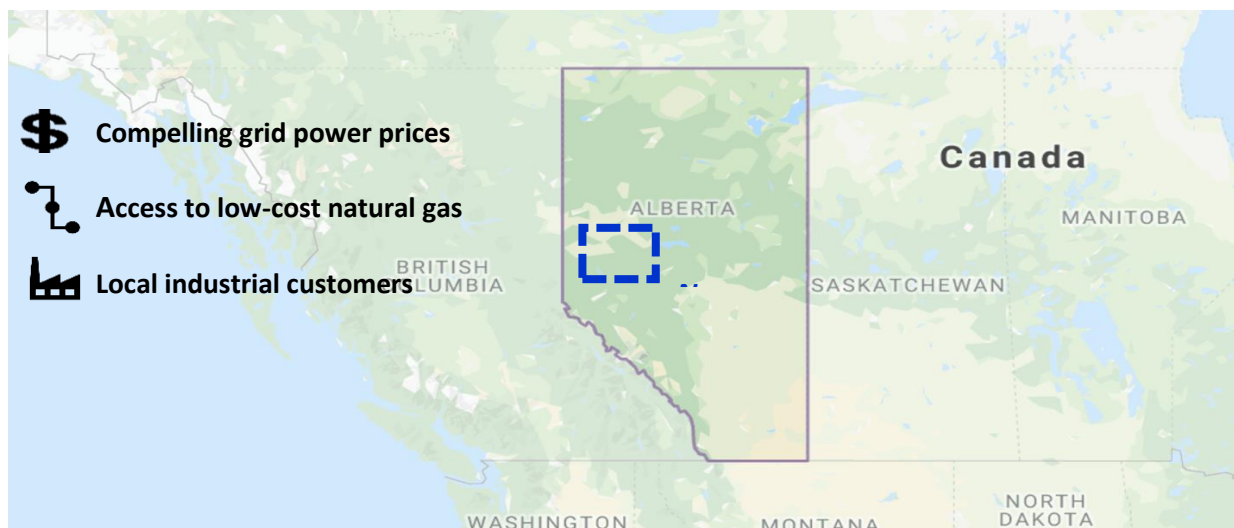 Compelling grid power prices
Canada
Access to low-cost natural gas
ALBERTA
MANITOBA
BRITISH
COLUMBIA
Local industrial customers
SASKATCHEWAN
NORTH
DAKOTA
WASHINGTON
MONTANA